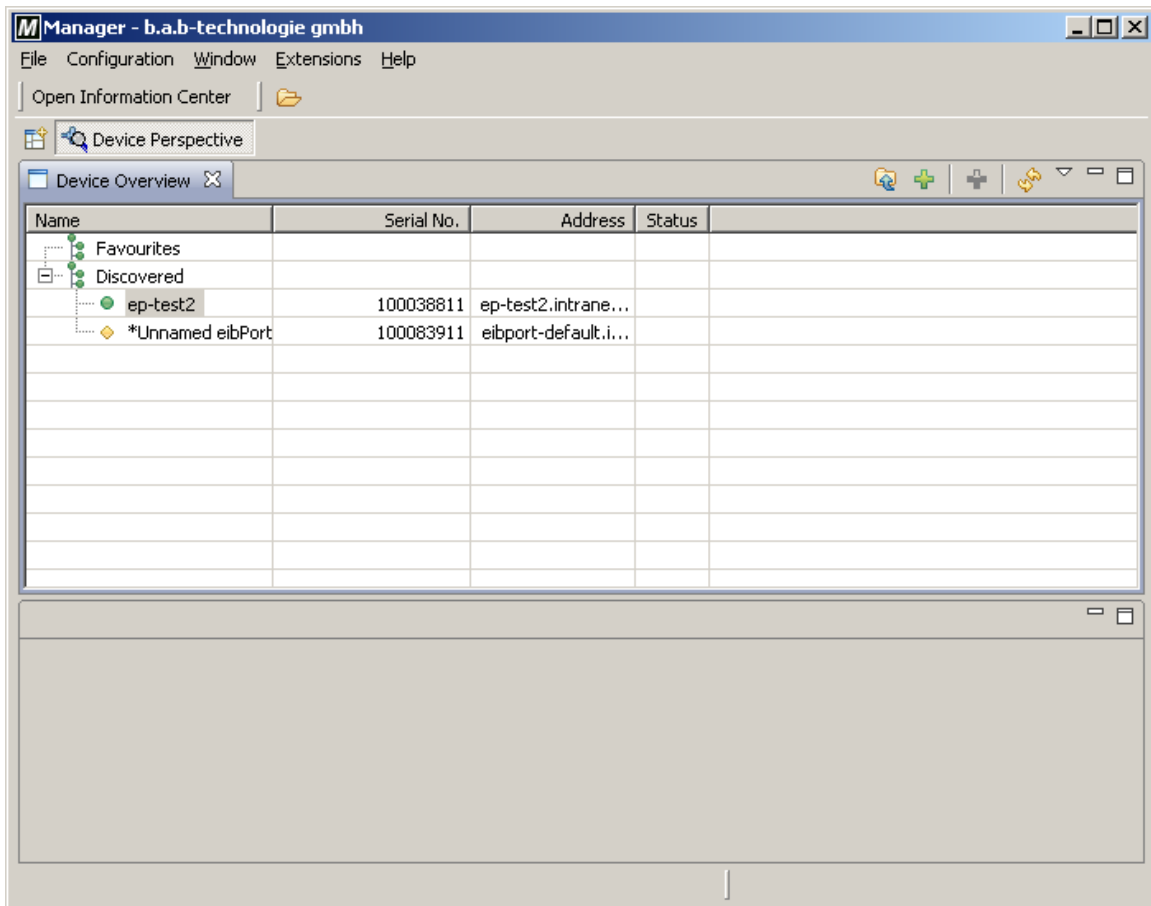 Manager - b.a.b-technologie gmbh
File Configuration Window Extensions Help
Open Information Center
Device Perspective
Device Overview
Name Serial No. Address Status
Favourites
Discovered
ep-test2 100038811 ep-test2.intrane...
*Unnamed eibPort 100083911 eibport-default.i...